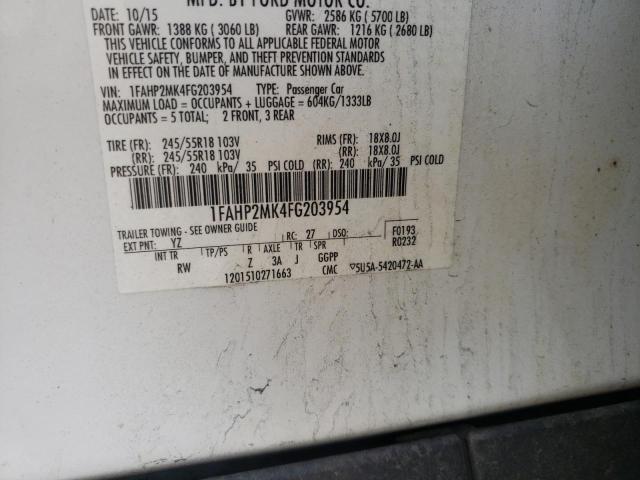 MFD. BY FORD MOTOR CO.
DATE: 10/15 GVWR: 2586 KG ( 5700 LB)
FRONT GAWR: 1388 KG ( 3060 LB) REAR GAWR: 1216 KG ( 2680 LB)
THIS VEHICLE CONFORMS TO ALL APPLICABLE FEDERAL MOTOR
VEHICLE SAFETY, BUMPER, AND THEFT PREVENTION STANDARDS
IN EFFECT ON THE DATE OF MANUFACTURE SHOWN ABOVE.
VIN: 1FAHP2MK4FG203954 TYPE: Passenger Car
MAXIMUM LOAD = OCCUPANTS + LUGGAGE = 604KG/1333LB
OCCUPANTS = 5 TOTAL; 2 FRONT, 3 REAR
TIRE (FR): 245/55R18 103V RIMS (FR): 18X8.0J
(RR): 245/55R18 103V (RR): 18X8.0J
PRESSURE (FR): 240 kPa/ 35 PSI COLD (RR): 240 kPa/ 35 PSI COLD
1FAHP2MK4FG203954
TRAILER TOWING - SEE OWNER GUIDE
EXT PNT: YZ RC: 27 DSO: F0193
INT TR TP/PS R AXLE TR SPR R0232
RW Z 3A J GGPP
1201510271663 CMC ▽5U5A-5420472-AA